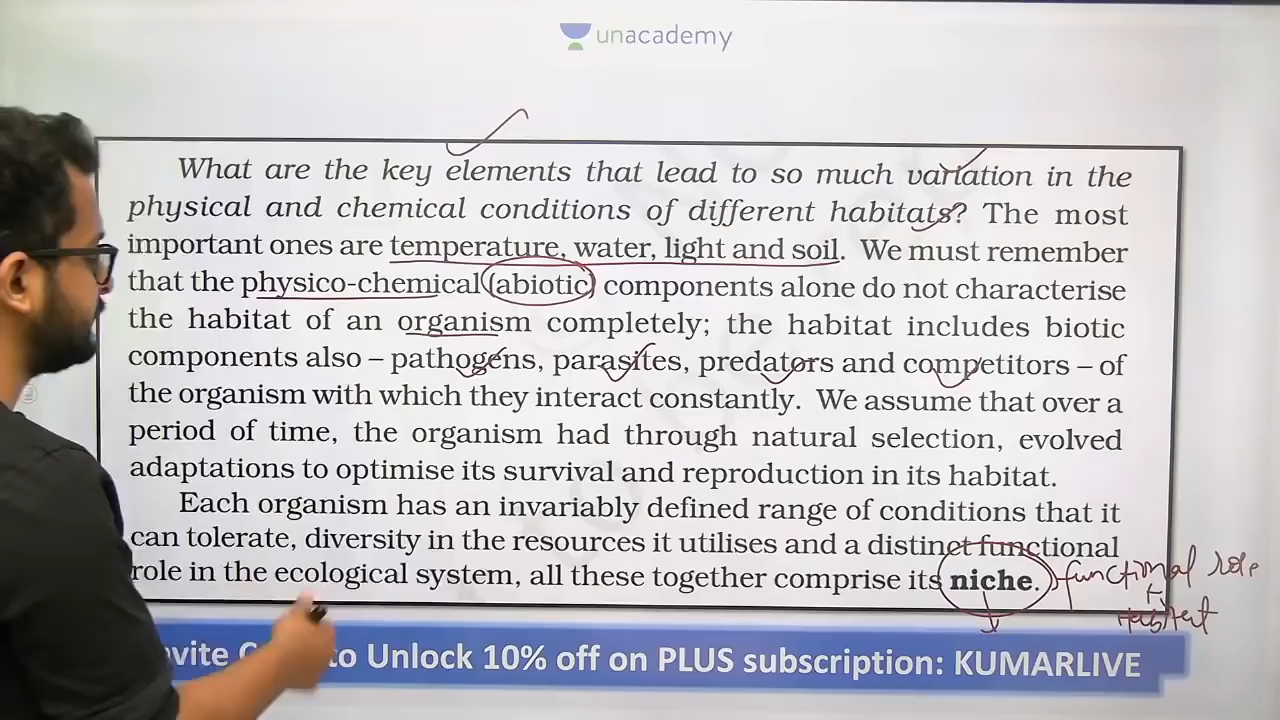 unacademy
What are the key elements that lead to so much variation in the
physical and chemical conditions of different habitats? The most
important ones are temperature, water, light and soil. We must remember
that the physico-chemical (abiotic) components alone do not characterise
the habitat of an organism completely; the habitat includes biotic
components also – pathogens, parasites, predators and competitors – of
the organism with which they interact constantly. We assume that over a
period of time, the organism had through natural selection, evolved
adaptations to optimise its survival and reproduction in its habitat.
Each organism has an invariably defined range of conditions that it
can tolerate, diversity in the resources it utilises and a distinct functional
role in the ecological system, all these together comprise its niche.
functional role
+
Habitat
nvite to Unlock 10% off on PLUS subscription: KUMARLIVE